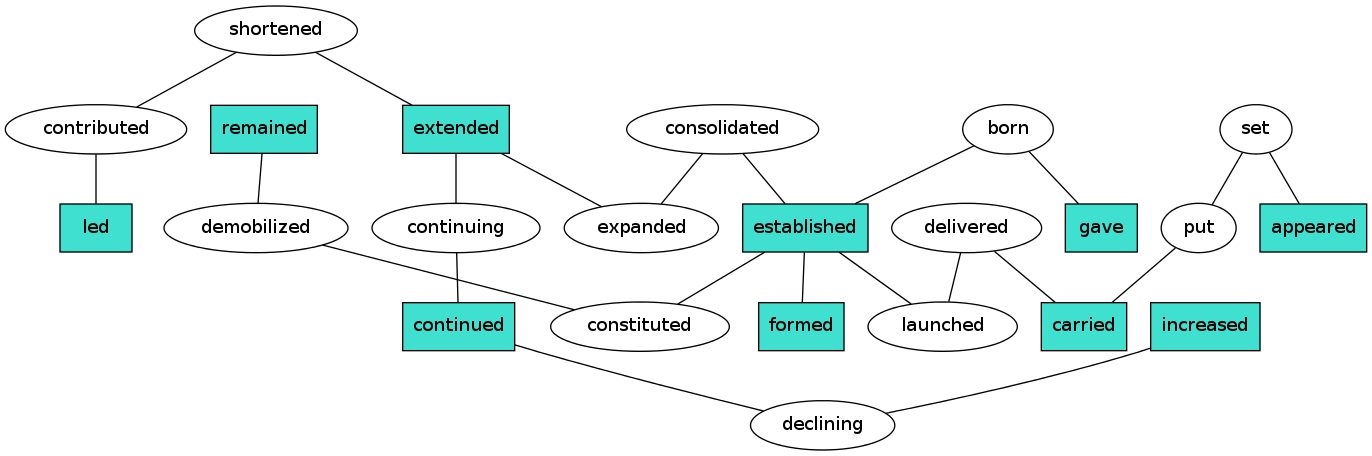 shortened
contributed
remained
extended
consolidated
born
set
led
demobilized
continuing
expanded
established
delivered
gave
put
appeared
continued
constituted
formed
launched
carried
increased
declining